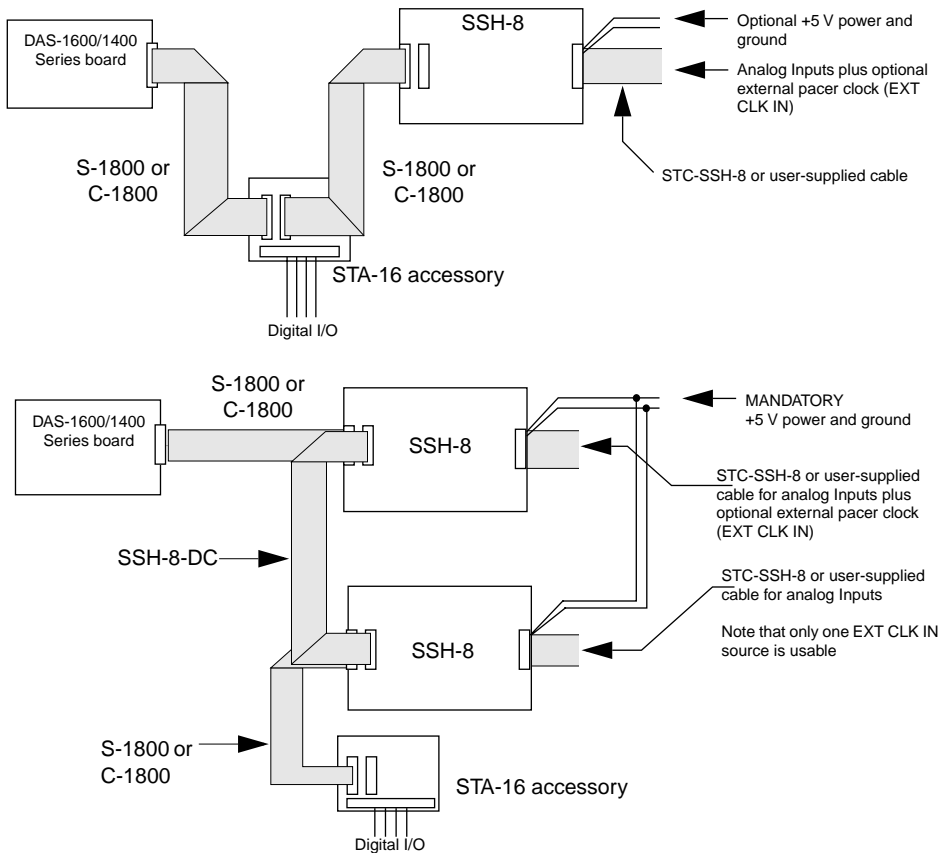 DAS-1600/1400
Series board
SSH-8
Optional +5 V power and
ground
Analog Inputs plus optional
external pacer clock (EXT
CLK IN)
S-1800 or
C-1800
S-1800 or
C-1800
STC-SSH-8 or user-supplied cable
STA-16 accessory
Digital I/O
DAS-1600/1400
Series board
S-1800 or
C-1800
SSH-8
MANDATORY
+5 V power and ground
STC-SSH-8 or user-supplied
cable for analog Inputs plus
optional external pacer clock
(EXT CLK IN)
SSH-8-DC
SSH-8
STC-SSH-8 or user-supplied
cable for analog Inputs
Note that only one EXT CLK IN
source is usable
S-1800 or
C-1800
STA-16 accessory
Digital I/O